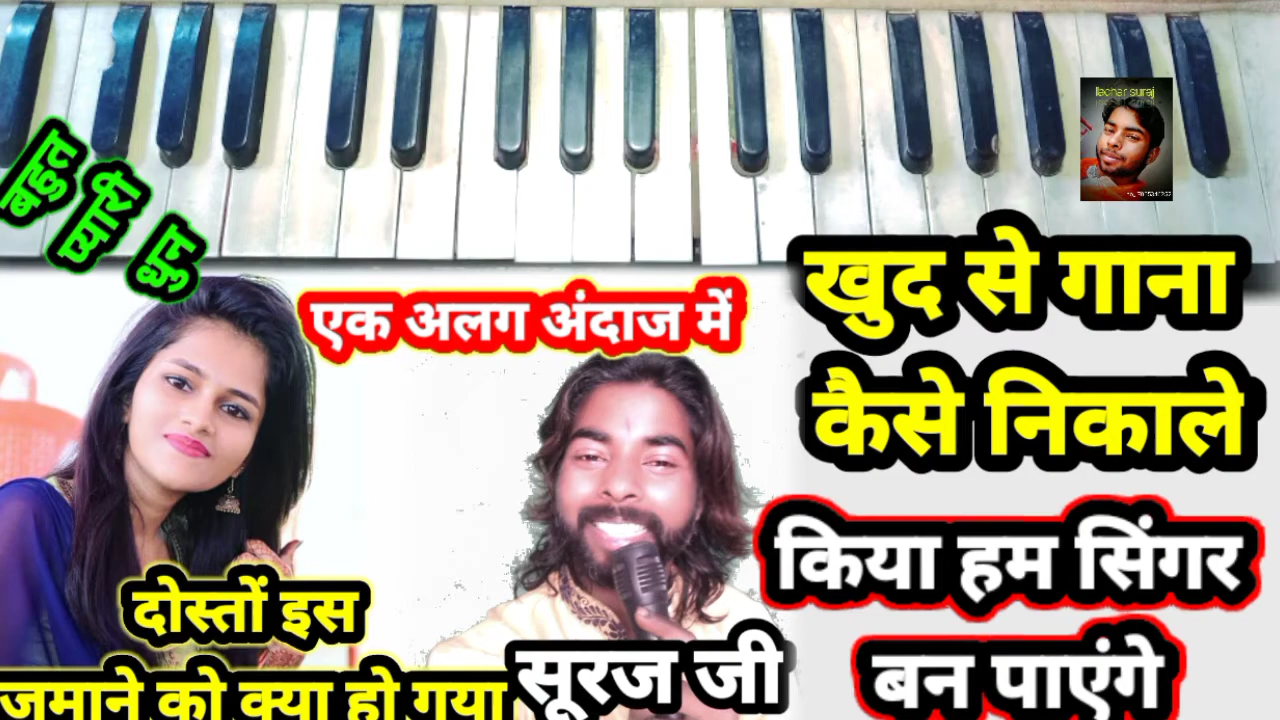 बहुत
प्यारी
धुन
lachar suraj
एक अलग अंदाज में
खुद से गाना
कैसे निकाले
किया हम सिंगर
बन पाएंगे
दोस्तों इस
जमाने को क्या हो गया
सूरज जी